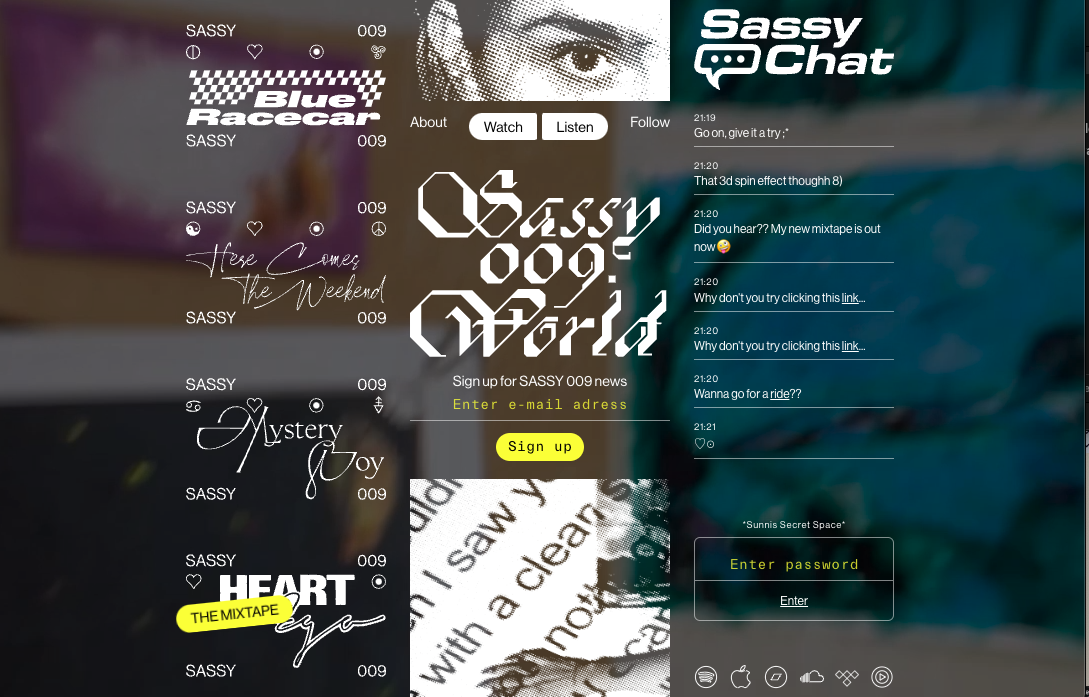 SASSY 009
Blue
Racecar
SASSY 009
SASSY 009
Here Comes
The Weekend
SASSY 009
SASSY 009
Mystery
Boy
SASSY 009
SASSY 009
HEART
Ego
THE MIXTAPE
SASSY 009
About
Watch
Listen
Follow
Sassy
009's
World
Sign up for SASSY 009 news
Enter e-mail adress
Sign up
I saw y
with a clean
not
Sassy
Chat
21:19
Go on, give it a try ;*
21:20
That 3d spin effect thoughh 8)
21:20
Did you hear?? My new mixtape is out
now🤪
21:20
Why don't you try clicking this link...
21:20
Why don't you try clicking this link...
21:20
Wanna go for a ride??
21:21
♡⊙
*Sunnis Secret Space*
Enter password
Enter